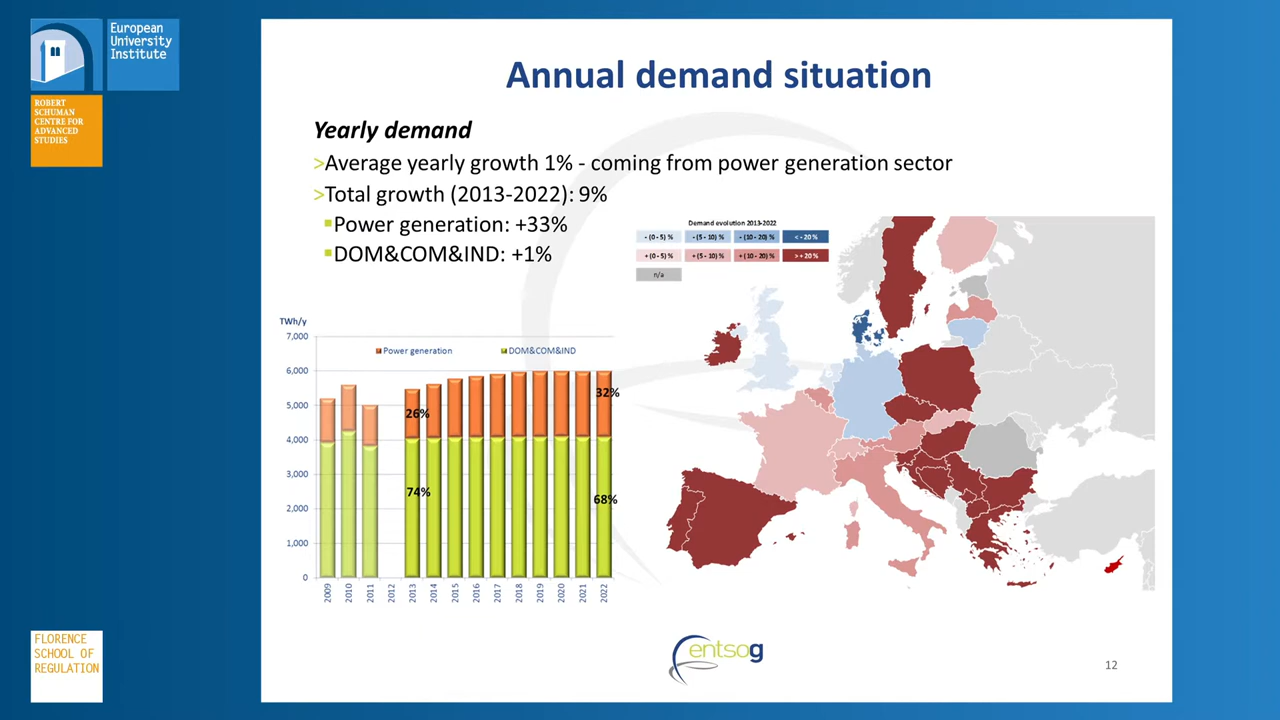 European
University
Institute
ROBERT
SCHUMAN
CENTRE FOR
ADVANCED
STUDIES
Annual demand situation
Yearly demand
>Average yearly growth 1% - coming from power generation sector
>Total growth (2013-2022): 9%
Power generation: +33%
DOM&COM&IND: +1%
Demand evolution 2013-2022
- (0 - 5) % - (5 - 10) % - (10 - 20) % < - 20 %
+ (0 - 5) % + (5 - 10) % + (10 - 20) % > + 20 %
n/a
TWh/y
7,000
6,000
5,000
4,000
3,000
2,000
1,000
0
Power generation DOM&COM&IND
26% 32%
74% 68%
2009 2010 2011 2012 2013 2014 2015 2016 2017 2018 2019 2020 2021 2022
entsog
12
FLORENCE
SCHOOL OF
REGULATION